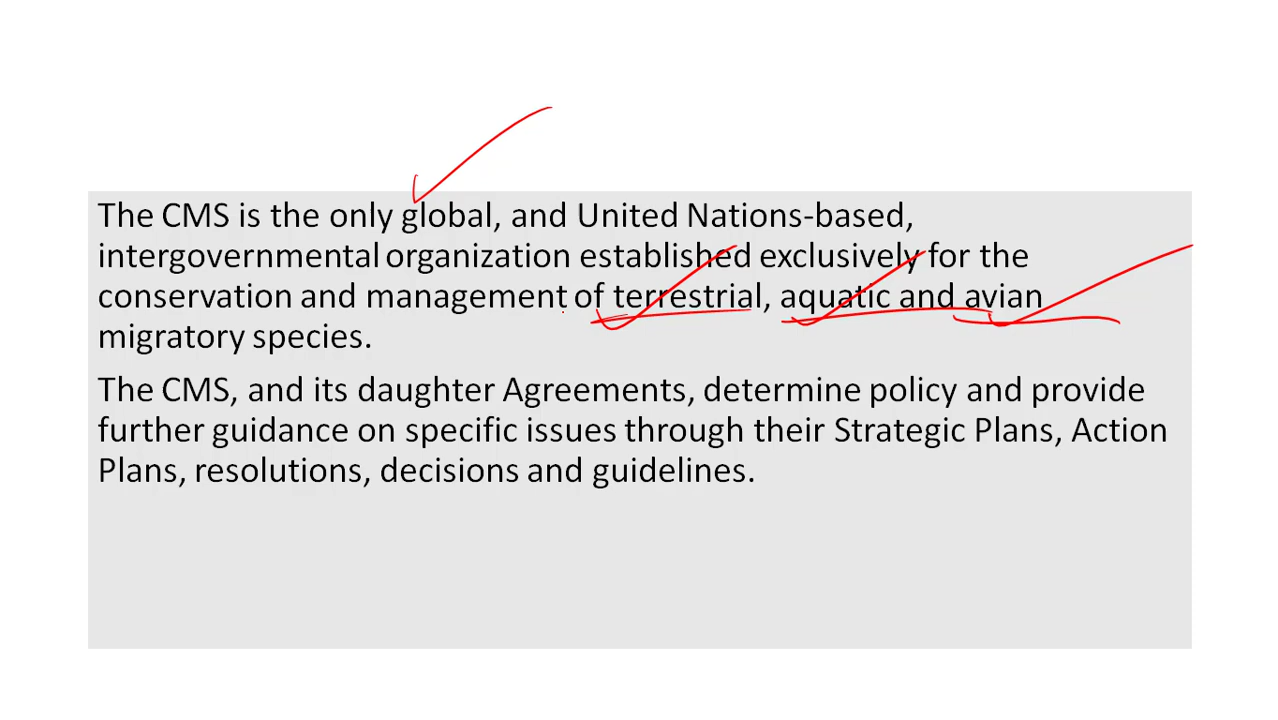 The CMS is the only global, and United Nations-based,
intergovernmental organization established exclusively for the
conservation and management of terrestrial, aquatic and avian
migratory species.
The CMS, and its daughter Agreements, determine policy and provide
further guidance on specific issues through their Strategic Plans, Action
Plans, resolutions, decisions and guidelines.